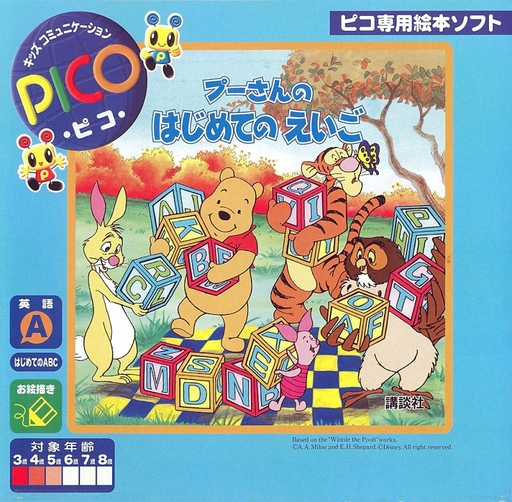 キッズ コミュニケーション
PICO
・ピコ・
ピコ専用絵本ソフト
プーさんの
はじめての えいご
英語
A
はじめてのABC
お絵描き
対象年齢
3歳 4歳 5歳 6歳 7歳 8歳
講談社
Based on the "Winnie the Pooh" works.
©A. A. Milne and E.H. Shepard. ©Disney. All right reserved.